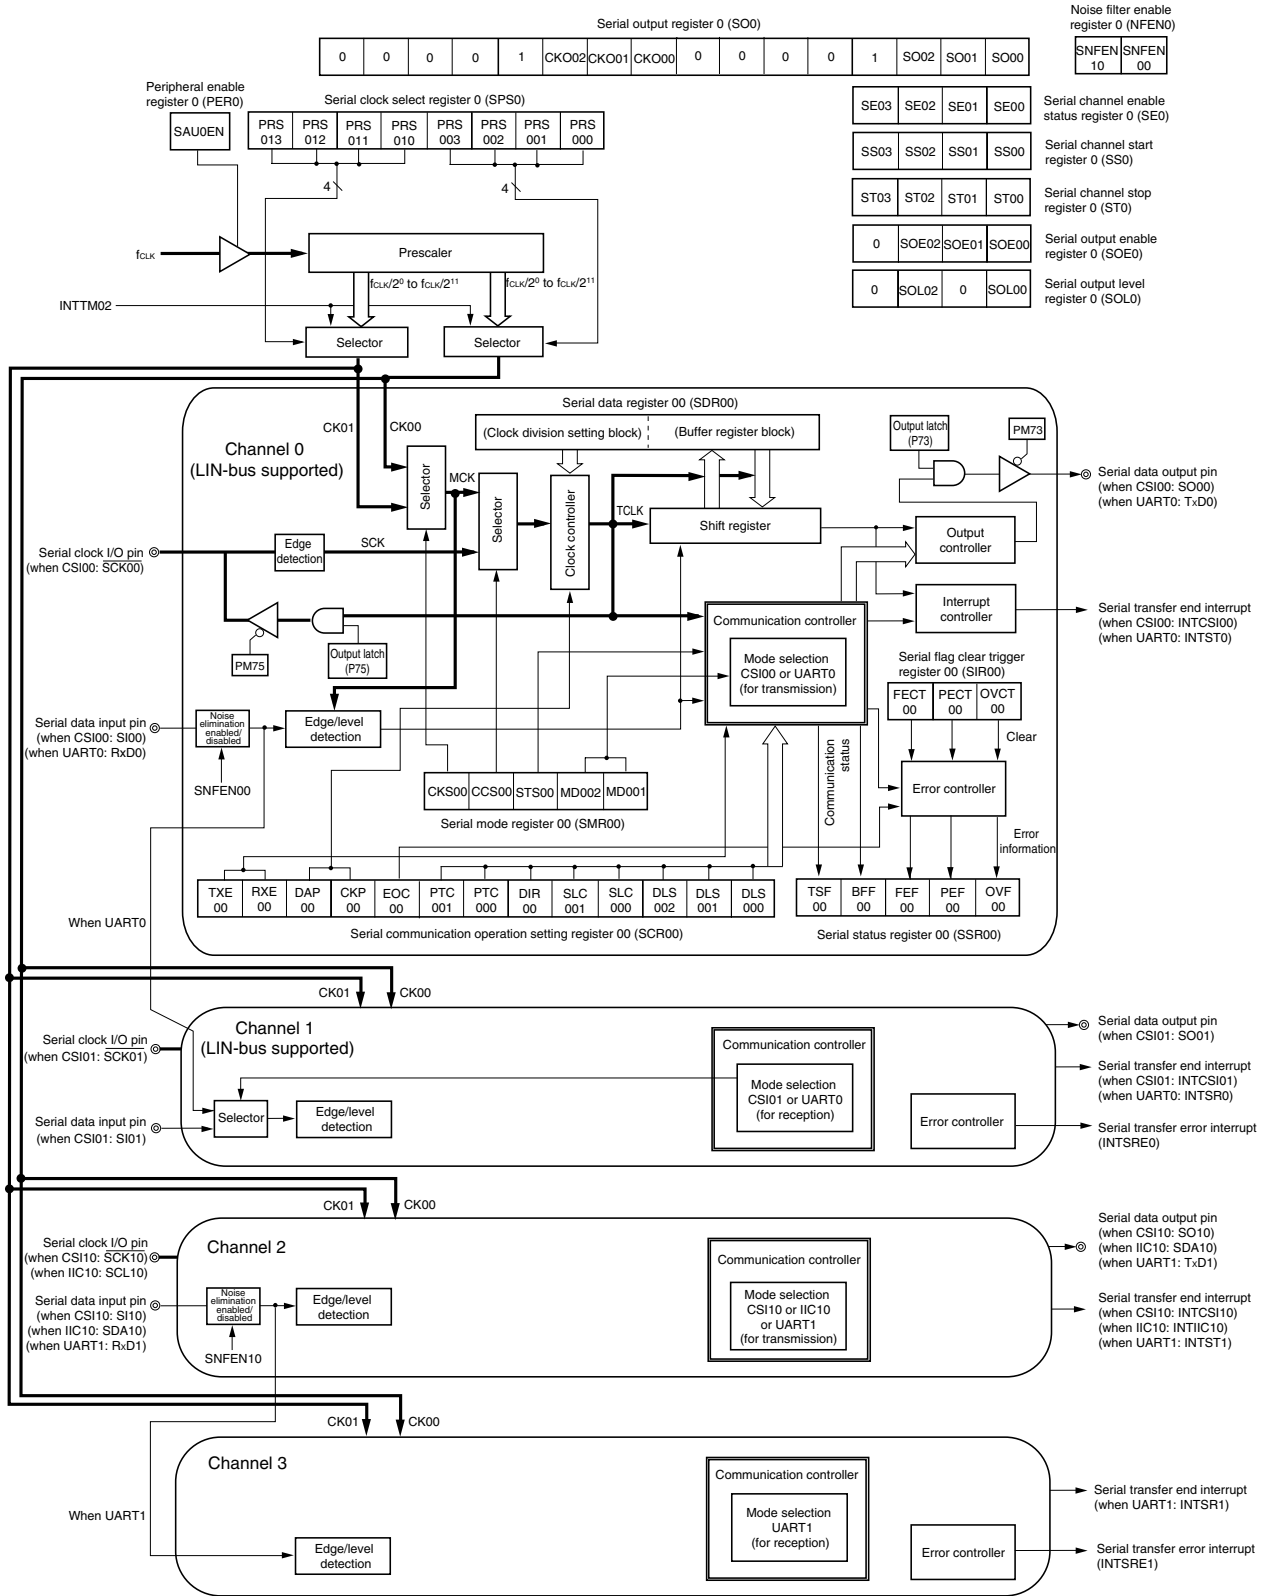 Serial output register 0 (SO0)
0 0 0 0 1 CKO02 CKO01 CKO00 0 0 0 0 1 SO02 SO01 SO00
Noise filter enable
register 0 (NFEN0)
SNFEN SNFEN
10 00
Peripheral enable
register 0 (PER0)
SAU0EN
Serial clock select register 0 (SPS0)
PRS PRS PRS PRS PRS PRS PRS PRS
013 012 011 010 003 002 001 000
4
4
SE03 SE02 SE01 SE00
Serial channel enable
status register 0 (SE0)
SS03 SS02 SS01 SS00
Serial channel start
register 0 (SS0)
ST03 ST02 ST01 ST00
Serial channel stop
register 0 (ST0)
0 SOE02 SOE01 SOE00
Serial output enable
register 0 (SOE0)
0 SOL02 0 SOL00
Serial output level
register 0 (SOL0)
fCLK
Prescaler
fCLK/2⁰ to fCLK/2¹¹
fCLK/2⁰ to fCLK/2¹¹
INTTM02
Selector
Selector
Channel 0
(LIN-bus supported)
CK01
CK00
Serial data register 00 (SDR00)
(Clock division setting block)
(Buffer register block)
Selector
MCK
Selector
Clock controller
TCLK
Shift register
Output latch
(P73)
PM73
Serial data output pin
(when CSI00: SO00)
(when UART0: TxD0)
Output
controller
Serial clock I/O pin
(when CSI00: SCK00)
Edge
detection
SCK
PM75
Output latch
(P75)
Communication controller
Mode selection
CSI00 or UART0
(for transmission)
Interrupt
controller
Serial transfer end interrupt
(when CSI00: INTCSI00)
(when UART0: INTST0)
Serial flag clear trigger
register 00 (SIR00)
FECT PECT OVCT
00 00 00
Clear
Serial data input pin
(when CSI00: SI00)
(when UART0: RxD0)
Noise
elimination
enabled/
disabled
SNFEN00
Edge/level
detection
CKS00 CCS00 STS00 MD002 MD001
Serial mode register 00 (SMR00)
Communication
status
Error controller
Error
information
When UART0
TXE RXE DAP CKP EOC PTC PTC DIR SLC SLC DLS DLS DLS
00 00 00 00 00 001 000 00 001 000 002 001 000
Serial communication operation setting register 00 (SCR00)
TSF BFF FEF PEF OVF
00 00 00 00 00
Serial status register 00 (SSR00)
CK01
CK00
Channel 1
(LIN-bus supported)
Serial clock I/O pin
(when CSI01: SCK01)
Serial data input pin
(when CSI01: SI01)
Selector
Edge/level
detection
Communication controller
Mode selection
CSI01 or UART0
(for reception)
Error controller
Serial data output pin
(when CSI01: SO01)
Serial transfer end interrupt
(when CSI01: INTCSI01)
(when UART0: INTSR0)
Serial transfer error interrupt
(INTSRE0)
CK01
CK00
Channel 2
Serial clock I/O pin
(when CSI10: SCK10)
(when IIC10: SCL10)
Serial data input pin
(when CSI10: SI10)
(when IIC10: SDA10)
(when UART1: RxD1)
Noise
elimination
enabled/
disabled
SNFEN10
Edge/level
detection
Communication controller
Mode selection
CSI10 or IIC10
or UART1
(for transmission)
Serial data output pin
(when CSI10: SO10)
(when IIC10: SDA10)
(when UART1: TxD1)
Serial transfer end interrupt
(when CSI10: INTCSI10)
(when IIC10: INTIIC10)
(when UART1: INTST1)
CK01
CK00
Channel 3
When UART1
Edge/level
detection
Communication controller
Mode selection
UART1
(for reception)
Error controller
Serial transfer end interrupt
(when UART1: INTSR1)
Serial transfer error interrupt
(INTSRE1)